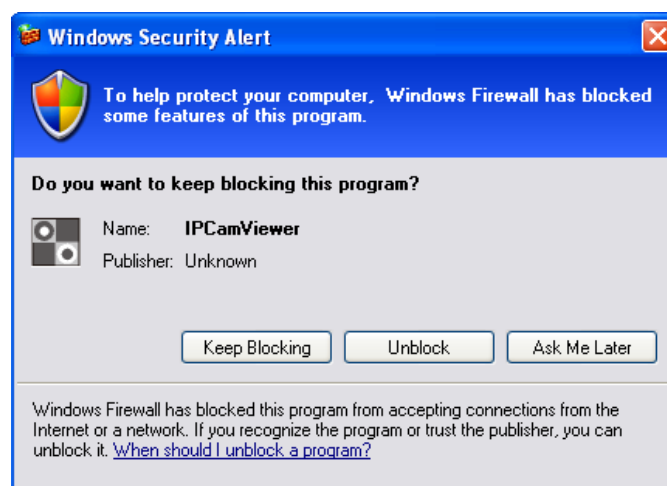 Windows Security Alert
To help protect your computer, Windows Firewall has blocked
some features of this program.
Do you want to keep blocking this program?
Name: IPCamViewer
Publisher: Unknown
Keep Blocking Unblock Ask Me Later
Windows Firewall has blocked this program from accepting connections from the
Internet or a network. If you recognize the program or trust the publisher, you can
unblock it. When should I unblock a program?